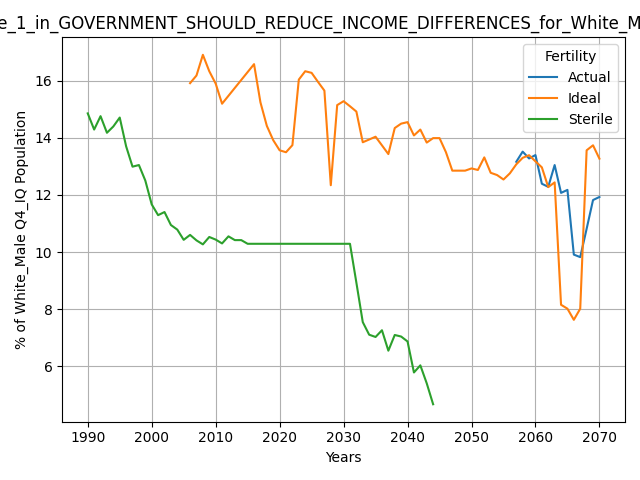 e_1_in_GOVERNMENT_SHOULD_REDUCE_INCOME_DIFFERENCES_for_White_M
Fertility
Actual
Ideal
Sterile
% of White_Male Q4_IQ Population
16
14
12
10
8
6
1990 2000 2010 2020 2030 2040 2050 2060 2070
Years